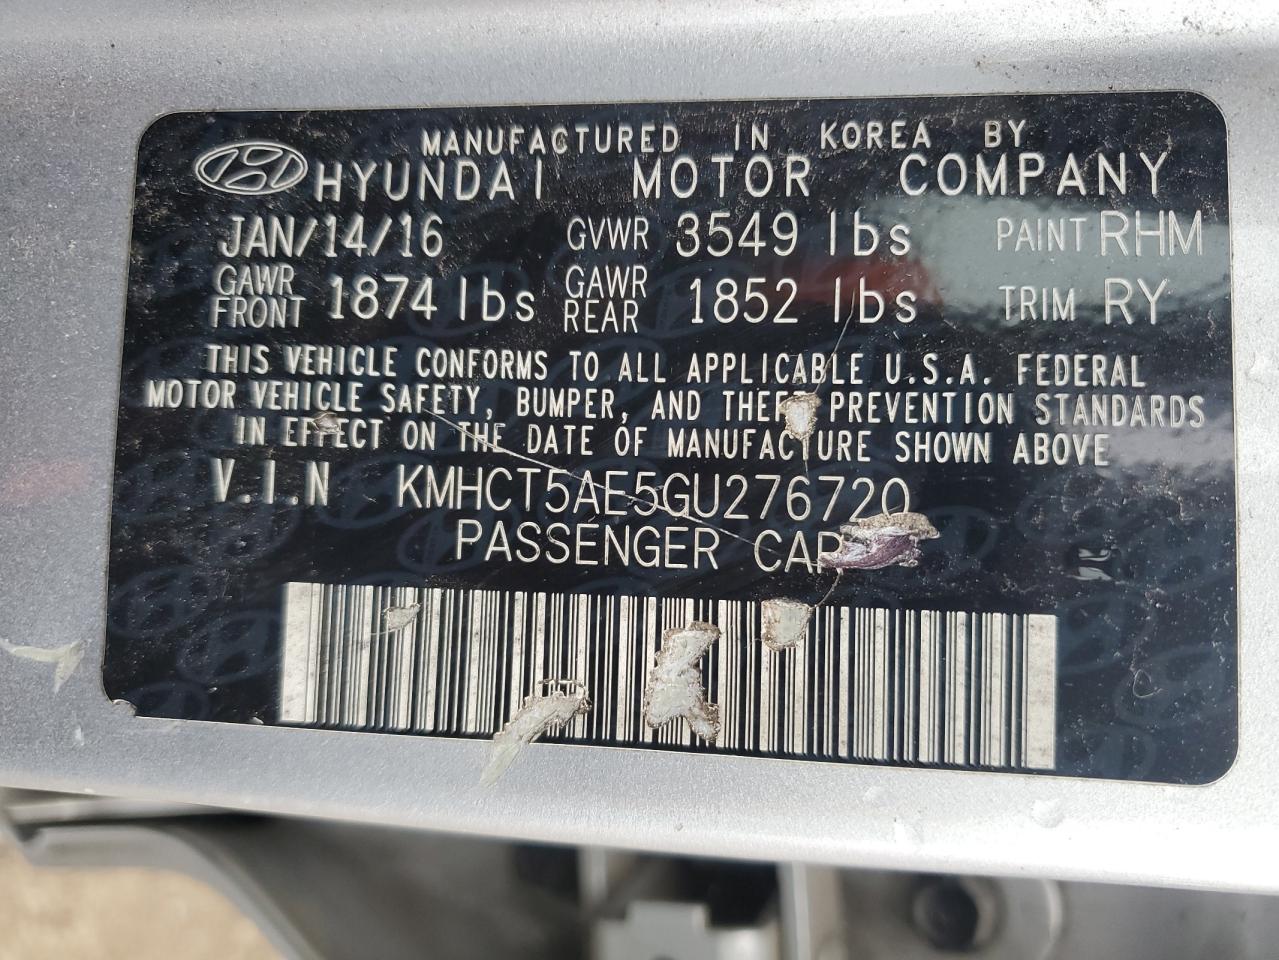 MANUFACTURED IN KOREA BY
HYUNDAI MOTOR COMPANY
JAN/14/16 GVWR 3549 lbs PAINT RHM
GAWR FRONT 1874 lbs GAWR REAR 1852 lbs TRIM RY
THIS VEHICLE CONFORMS TO ALL APPLICABLE U.S.A. FEDERAL
MOTOR VEHICLE SAFETY, BUMPER, AND THEFT PREVENTION STANDARDS
IN EFFECT ON THE DATE OF MANUFACTURE SHOWN ABOVE
V.I.N KMHCT5AE5GU276720
PASSENGER CAR